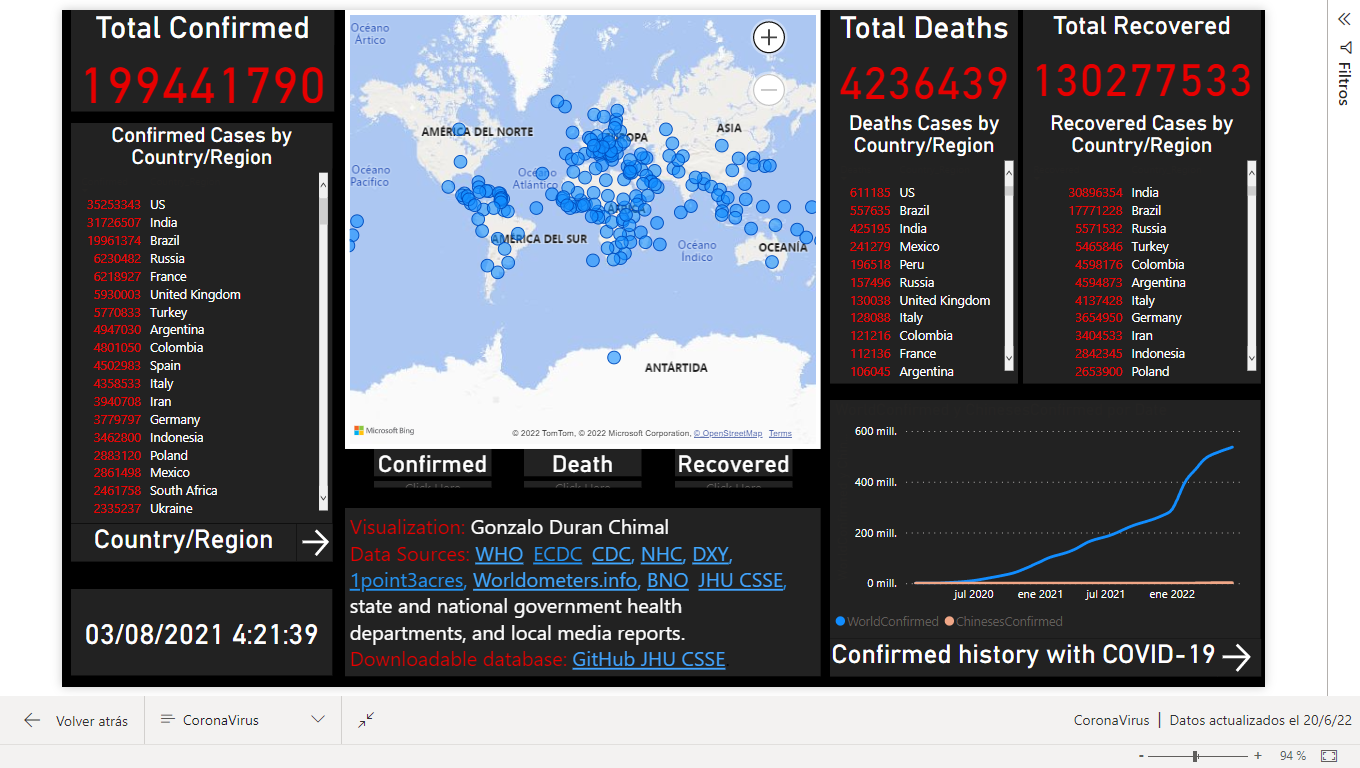 Total Confirmed
199441790
Confirmed Cases by
Country/Region
35253343 US
31726507 India
19961374 Brazil
6230482 Russia
6218927 France
5930003 United Kingdom
5770833 Turkey
4947030 Argentina
4801050 Colombia
4502983 Spain
4358533 Italy
3940708 Iran
3779797 Germany
3462800 Indonesia
2883120 Poland
2861498 Mexico
2461758 South Africa
2335237 Ukraine
Country/Region
03/08/2021 4:21:39
Océano
Ártico
AMÉRICA DEL NORTE
ASIA
Océano
Pacífico
Océano
Atlántico
AMÉRICA DEL SUR
Océano
Índico
OCEANÍA
ANTÁRTIDA
Microsoft Bing
© 2022 TomTom, © 2022 Microsoft Corporation, © OpenStreetMap Terms
Confirmed
Death
Recovered
Click Here
Click Here
Click Here
Visualization: Gonzalo Duran Chimal
Data Sources: WHO ECDC CDC, NHC, DXY,
1point3acres, Worldometers.info, BNO JHU CSSE,
state and national government health
departments, and local media reports.
Downloadable database: GitHub JHU CSSE
Total Deaths
4236439
Deaths Cases by
Country/Region
611185 US
557635 Brazil
425195 India
241279 Mexico
196518 Peru
157496 Russia
130038 United Kingdom
128088 Italy
121216 Colombia
112136 France
106045 Argentina
Total Recovered
130277533
Recovered Cases by
Country/Region
30896354 India
17771228 Brazil
5571532 Russia
5465846 Turkey
4598176 Colombia
4594873 Argentina
4137428 Italy
3654950 Germany
3404533 Iran
2842345 Indonesia
2653900 Poland
600 mill.
400 mill.
200 mill.
0 mill.
jul 2020 ene 2021 jul 2021 ene 2022
WorldConfirmed ChinesesConfirmed
Confirmed history with COVID-19
Filtros
Volver atrás
CoronaVirus
CoronaVirus | Datos actualizados el 20/6/22
- + 94 %